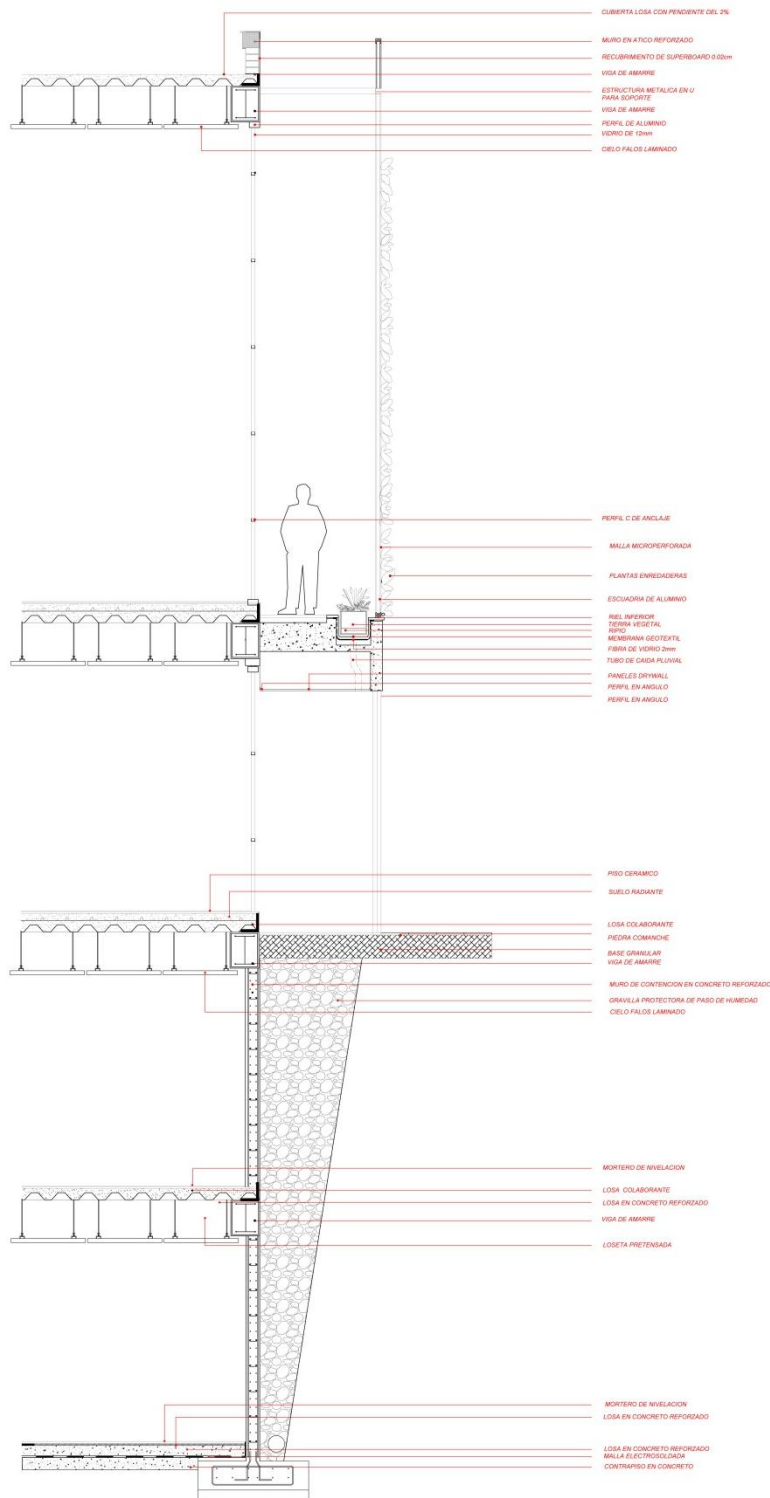 CUBIERTA LOSA CON PENDIENTE DEL 2%
MURO EN ATICO REFORZADO
RECUBRIMIENTO DE SUPERBOARD 0.02cm
VIGA DE AMARRE
ESTRUCTURA METALICA EN U
PARA SOPORTE
VIGA DE AMARRE
PERFIL DE ALUMINIO
VIDRIO DE 12mm
CIELO FALOS LAMINADO
PERFIL C DE ANCLAJE
MALLA MICROPERFORADA
PLANTAS ENREDADERAS
ESCUADRIA DE ALUMINIO
RIEL INFERIOR
TIERRA VEGETAL
RIPIO
MEMBRANA GEOTEXTIL
FIBRA DE VIDRIO 2mm
TUBO DE CAIDA PLUVIAL
PANELES DRYWALL
PERFIL EN ANGULO
PERFIL EN ANGULO
PISO CERAMICO
SUELO RADIANTE
LOSA COLABORANTE
PIEDRA COMANCHE
BASE GRANULAR
VIGA DE AMARRE
MURO DE CONTENCION EN CONCRETO REFORZADO
GRAVILLA PROTECTORA DE PASO DE HUMEDAD
CIELO FALOS LAMINADO
MORTERO DE NIVELACION
LOSA COLABORANTE
LOSA EN CONCRETO REFORZADO
VIGA DE AMARRE
LOSETA PRETENSADA
MORTERO DE NIVELACION
LOSA EN CONCRETO REFORZADO
LOSA EN CONCRETO REFORZADO
MALLA ELECTROSOLDADA
CONTRAPISO EN CONCRETO